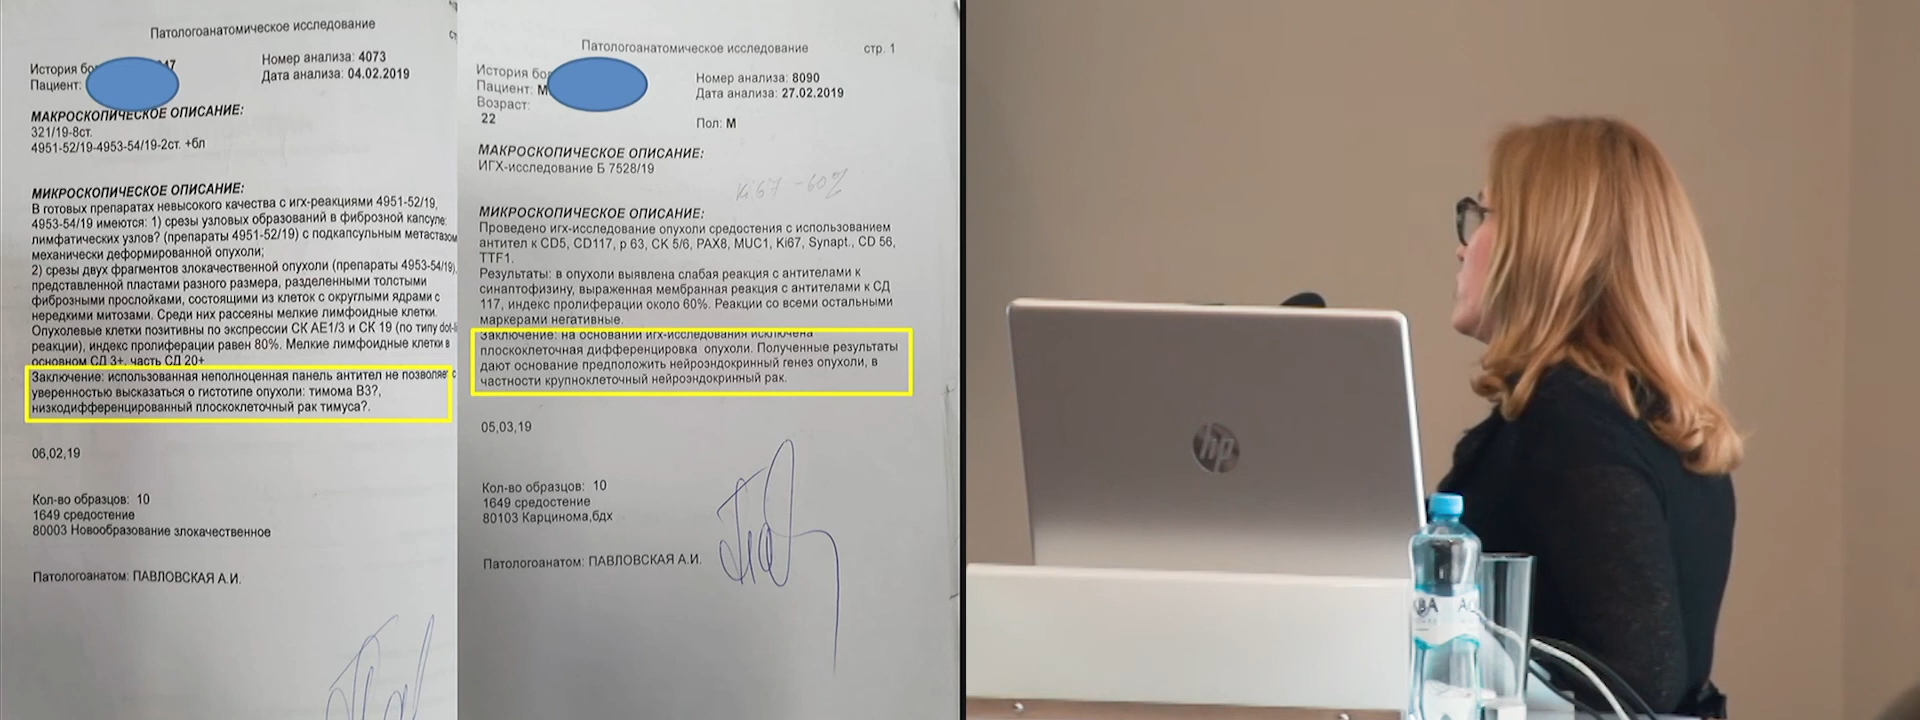 Патологоанатомическое исследование
Номер анализа: 4073
Дата анализа: 04.02.2019
История бо
Пациент:
МАКРОСКОПИЧЕСКОЕ ОПИСАНИЕ:
321/19-8ст.
4951-52/19-4953-54/19-2ст. +бл
МИКРОСКОПИЧЕСКОЕ ОПИСАНИЕ:
В готовых препаратах невысокого качества с игх-реакциями 4951-52/19,
4953-54/19 имеются: 1) срезы узловых образований в фиброзной капсуле:
лимфатических узлов? (препараты 4951-52/19) с подкапсульным метастазом
механически деформированной опухоли;
2) срезы двух фрагментов злокачественной опухоли (препараты 4953-54/19),
представленной пластами разного размера, разделенными толстыми
фиброзными прослойками, состоящими из клеток с округлыми ядрами с
нередкими митозами. Среди них рассеяны мелкие лимфоидные клетки.
Опухолевые клетки позитивны по экспрессии СК АЕ1/3 и СК 19 (по типу dot-li
реакции), индекс пролиферации равен 80%. Мелкие лимфоидные клетки в
основном СД 3+, часть СД 20+
Заключение: использованная неполноценная панель антител не позволяет с
уверенностью высказаться о гистотипе опухоли: тимома В3?,
низкодифференцированный плоскоклеточный рак тимуса?.
06,02,19
Кол-во образцов: 10
1649 средостение
80003 Новообразование злокачественное
Патологоанатом: ПАВЛОВСКАЯ А.И.
Патологоанатомическое исследование
стр. 1
История бо
Пациент: М
Возраст:
22
Номер анализа: 8090
Дата анализа: 27.02.2019
Пол: М
МАКРОСКОПИЧЕСКОЕ ОПИСАНИЕ:
ИГХ-исследование Б 7528/19
Ki 67 -60%
МИКРОСКОПИЧЕСКОЕ ОПИСАНИЕ:
Проведено игх-исследование опухоли средостения с использованием
антител к CD5, CD117, p 63, CK 5/6, PAX8, MUC1, Ki67, Synapt., CD 56,
TTF1.
Результаты: в опухоли выявлена слабая реакция с антителами к
синаптофизину, выраженная мембранная реакция с антителами к СД
117, индекс пролиферации около 60%. Реакции со всеми остальными
маркерами негативные.
Заключение: на основании игх-исследования исключена
плоскоклеточная дифференцировка опухоли. Полученные результаты
дают основание предположить нейроэндокринный генез опухоли, в
частности крупноклеточный нейроэндокринный рак.
05,03,19
Кол-во образцов: 10
1649 средостение
80103 Карцинома,бдх
Патологоанатом: ПАВЛОВСКАЯ А.И.
hp